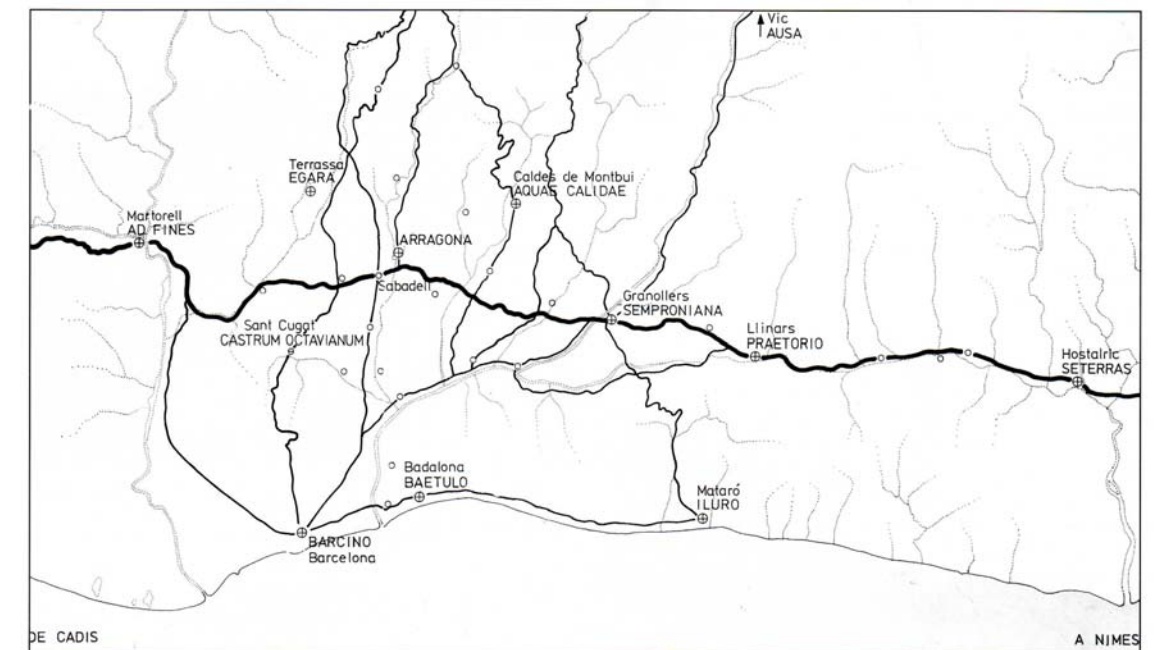 Vic
AUSA
Terrassa
EGARA
Caldes de Montbui
AQUAE CALIDAE
Martorell
AD FINES
ARRAGONA
Sabadell
Granollers
SEMPRONIANA
Sant Cugat
CASTRUM OCTAVIANUM
Llinars
PRAETORIO
Hostalric
SETERRAS
Badalona
BAETULO
Mataró
ILURO
BARCINO
Barcelona
DE CADIS
A NIMES